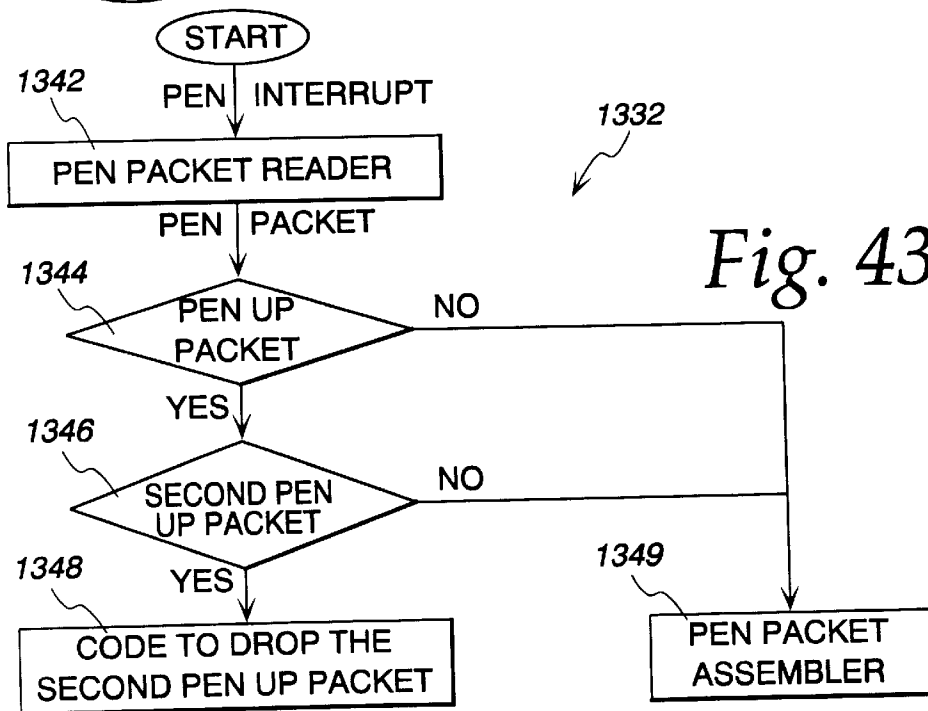 START
1342
PEN INTERRUPT
1332
PEN PACKET READER
PEN PACKET
Fig. 43
1344
PEN UP
PACKET
NO
YES
1346
SECOND PEN
UP PACKET
NO
1348
YES
1349
CODE TO DROP THE
SECOND PEN UP PACKET
PEN PACKET
ASSEMBLER